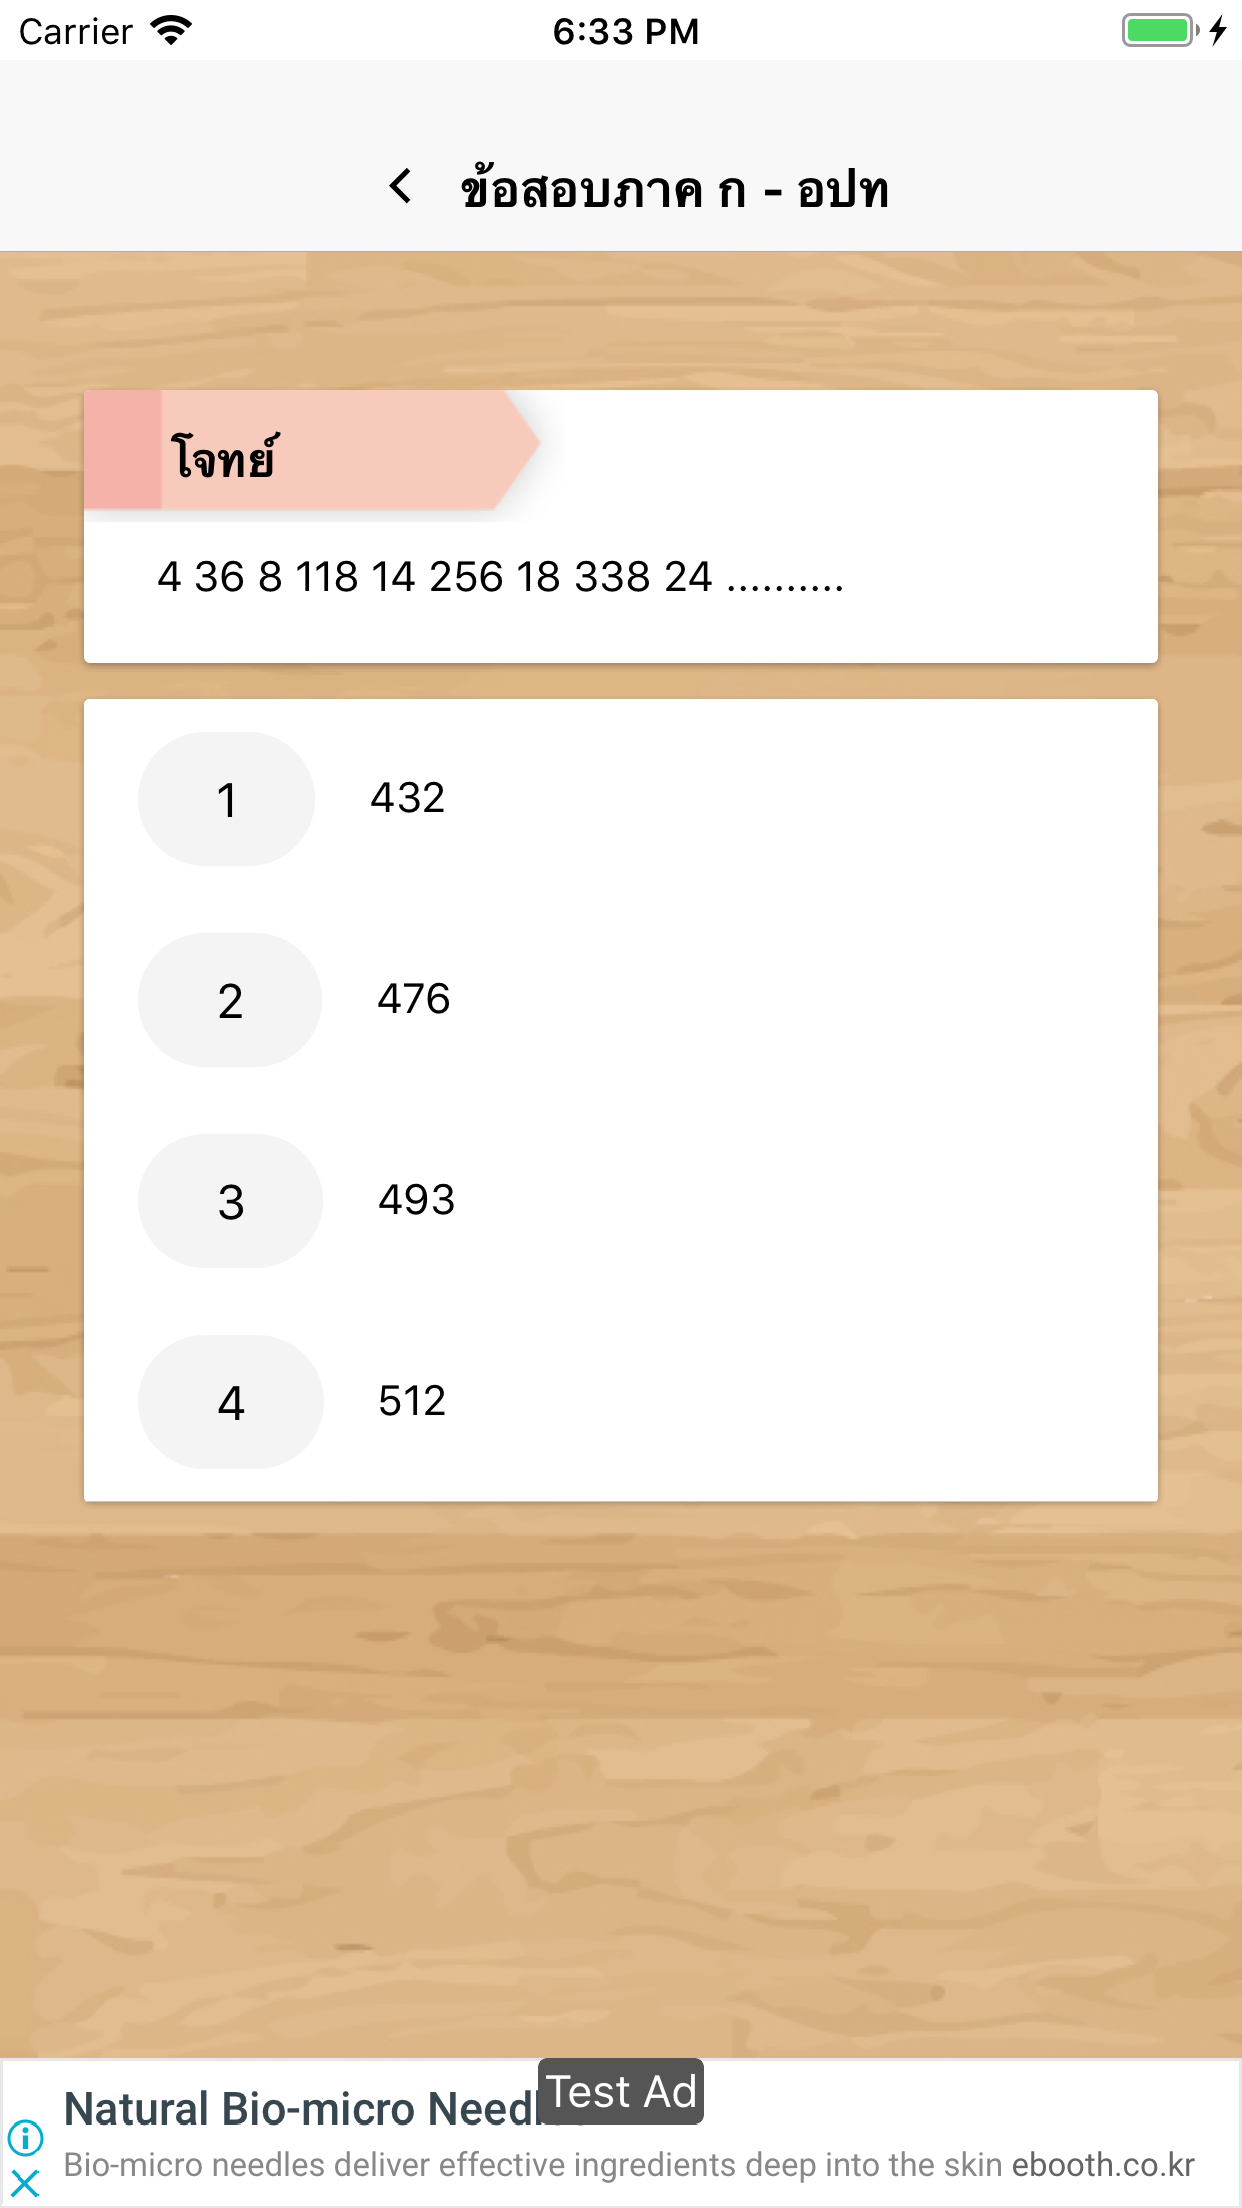 Carrier 6:33 PM
ข้อสอบภาค ก - อปท
โจทย์
4 36 8 118 14 256 18 338 24 ..........
1 432
2 476
3 493
4 512
Test Ad
Natural Bio-micro
Bio-micro needles deliver effective ingredients deep into the skin ebooth.co.kr